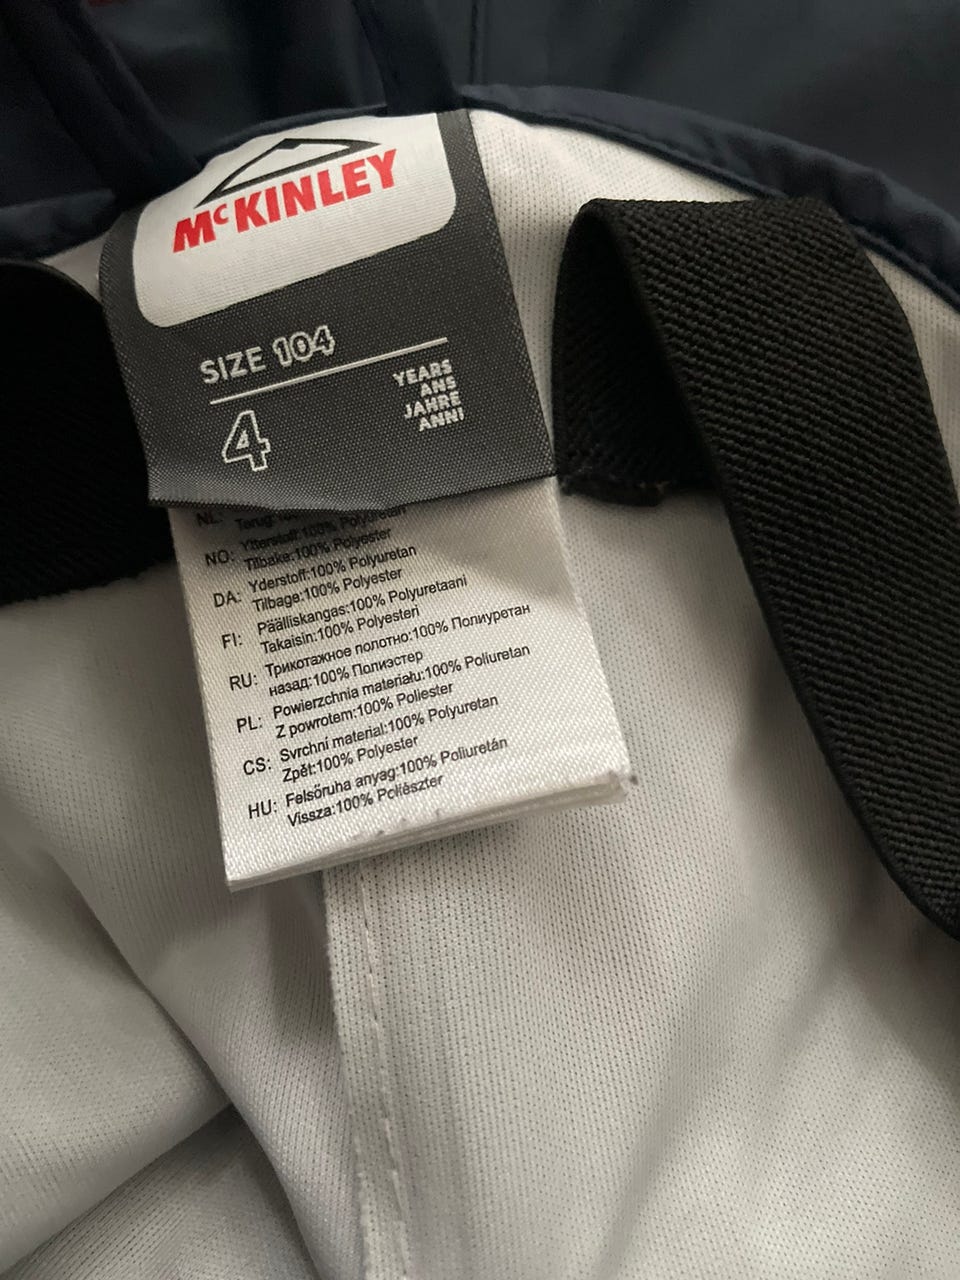 McKINLEY
SIZE 104
4
YEARS
ANS
JAHRE
ANNI
NL:
NO: Ytterstoff:100% Polyuretan
Tilbake:100% Polyester
DA: Yderstoff:100% Polyuretan
Tilbage:100% Polyester
FI: Päälliskangas:100% Polyuretaani
Takaisin:100% Polyesteri
RU: Трикотажное полотно:100% Полиуретан
назад:100% Полиэстер
PL: Powierzchnia materiału:100% Poliuretan
Z powrotem:100% Poliester
CS: Svrchní material:100% Polyuretan
Zpět:100% Polyester
HU: Felsőruha anyag:100% Poliuretán
Vissza:100% Poliészter